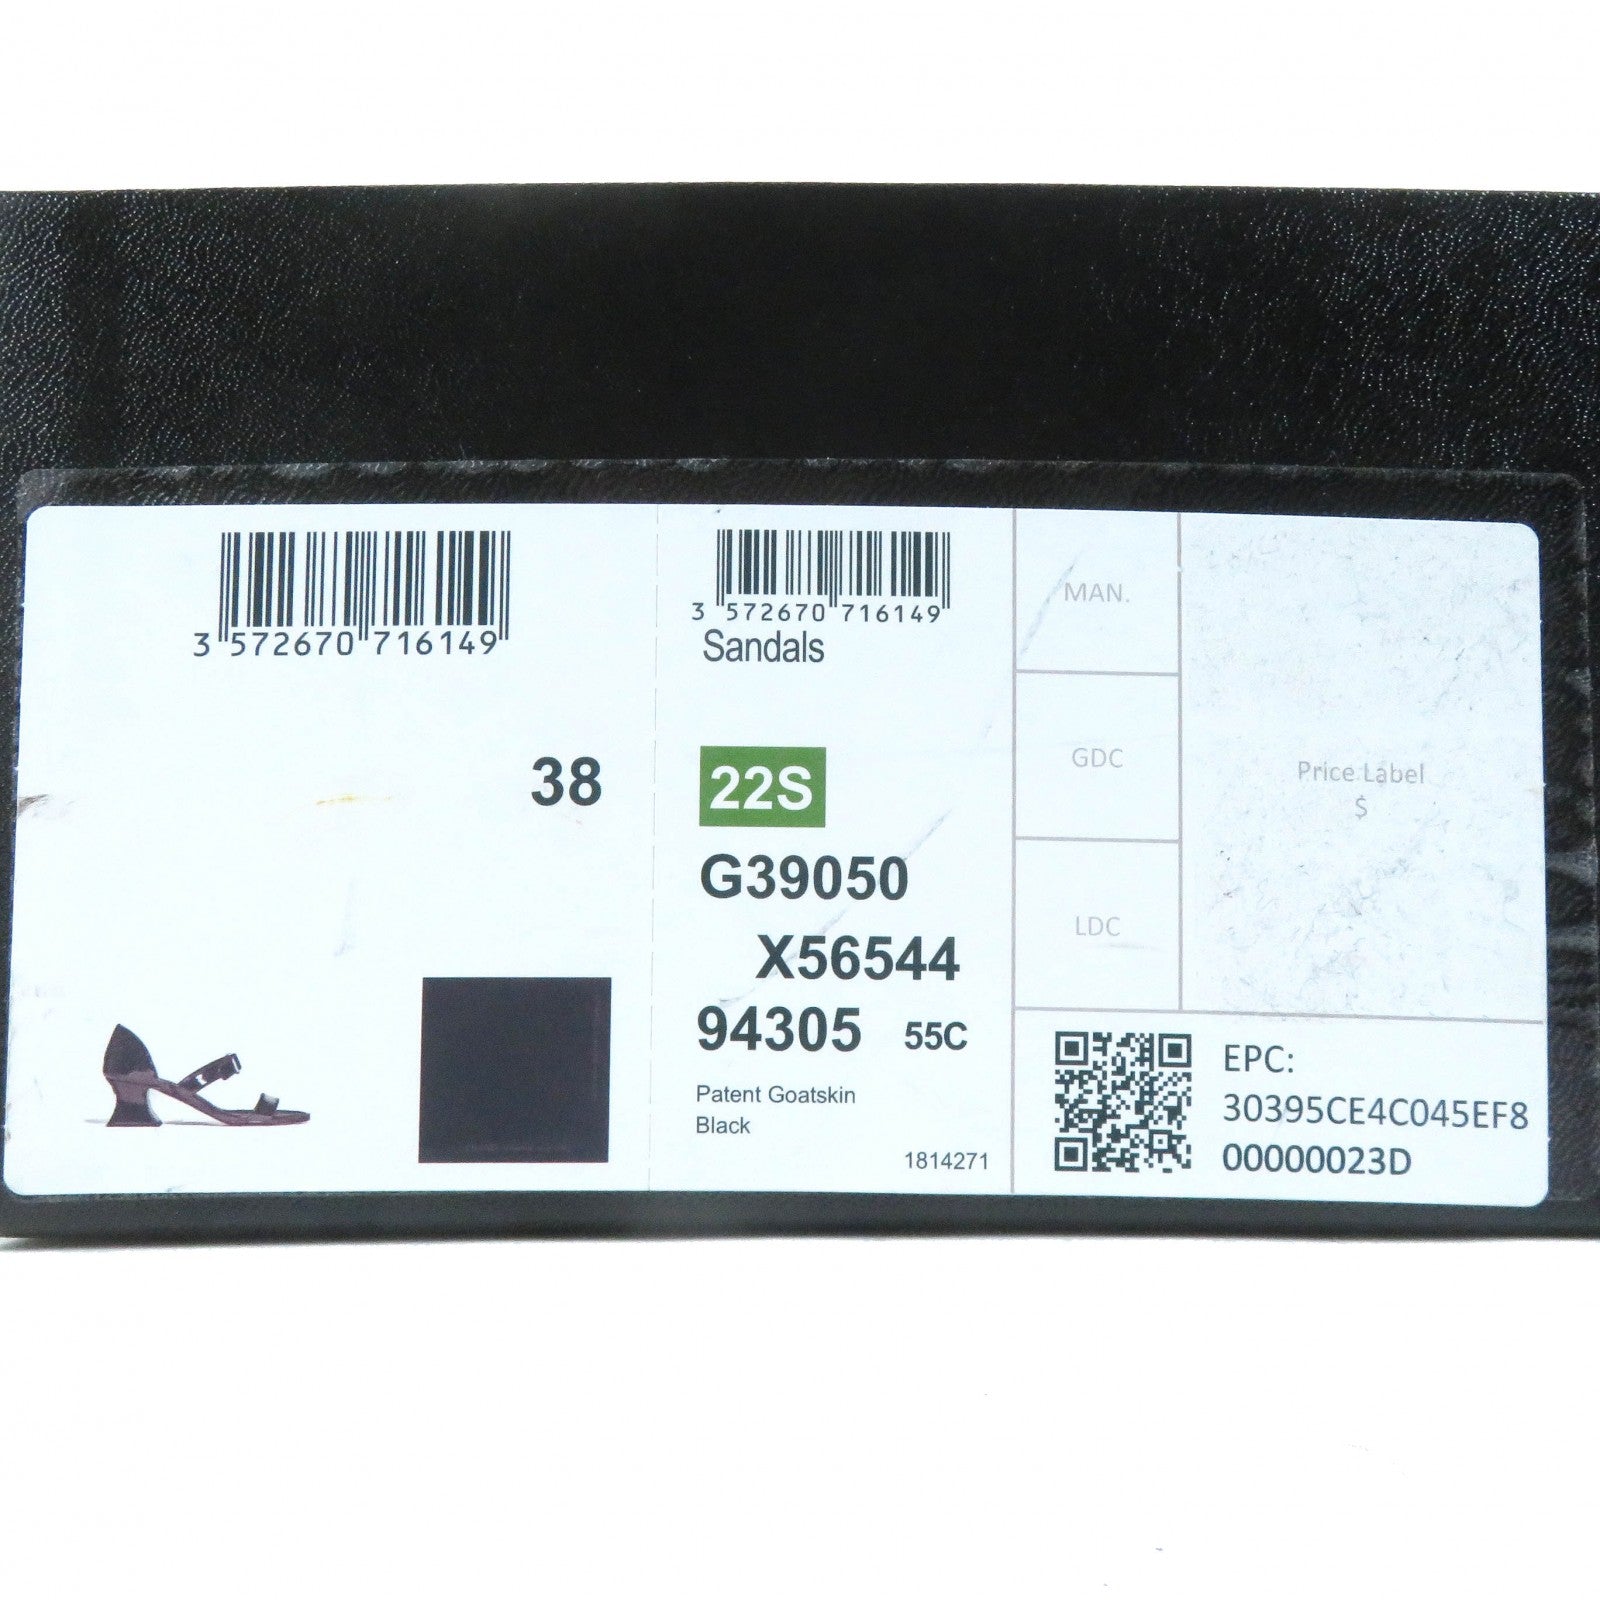 3 572670 716149
38
3 572670 716149
Sandals
22S
G39050
X56544
94305 55C
Patent Goatskin
Black
1814271
MAN.
GDC
LDC
Price Label
$
EPC:
30395CE4C045EF8
00000023D